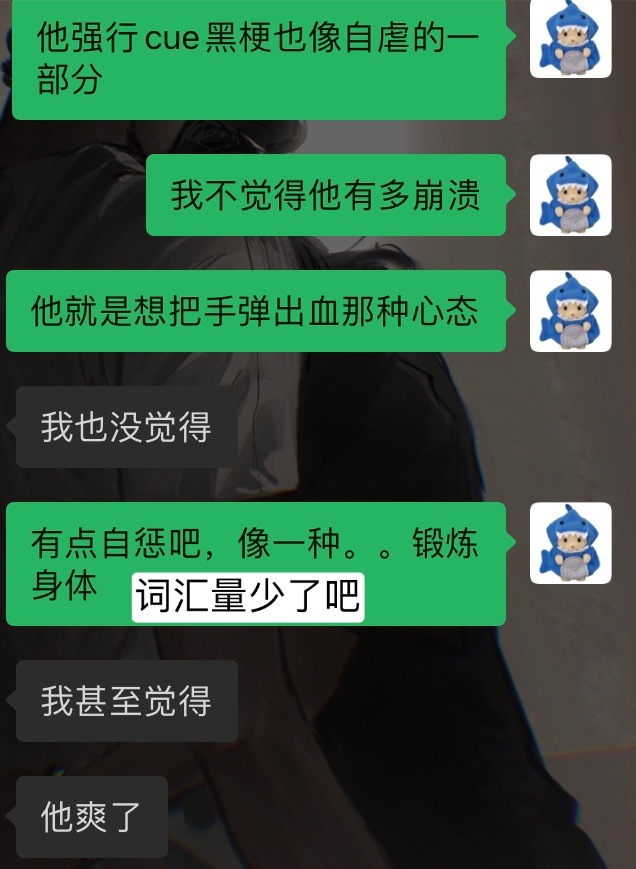 他强行cue黑梗也像自虐的一
部分
我不觉得他有多崩溃
他就是想把手弹出血那种心态
我也没觉得
有点自惩吧，像一种。。锻炼
身体
词汇量少了吧
我甚至觉得
他爽了